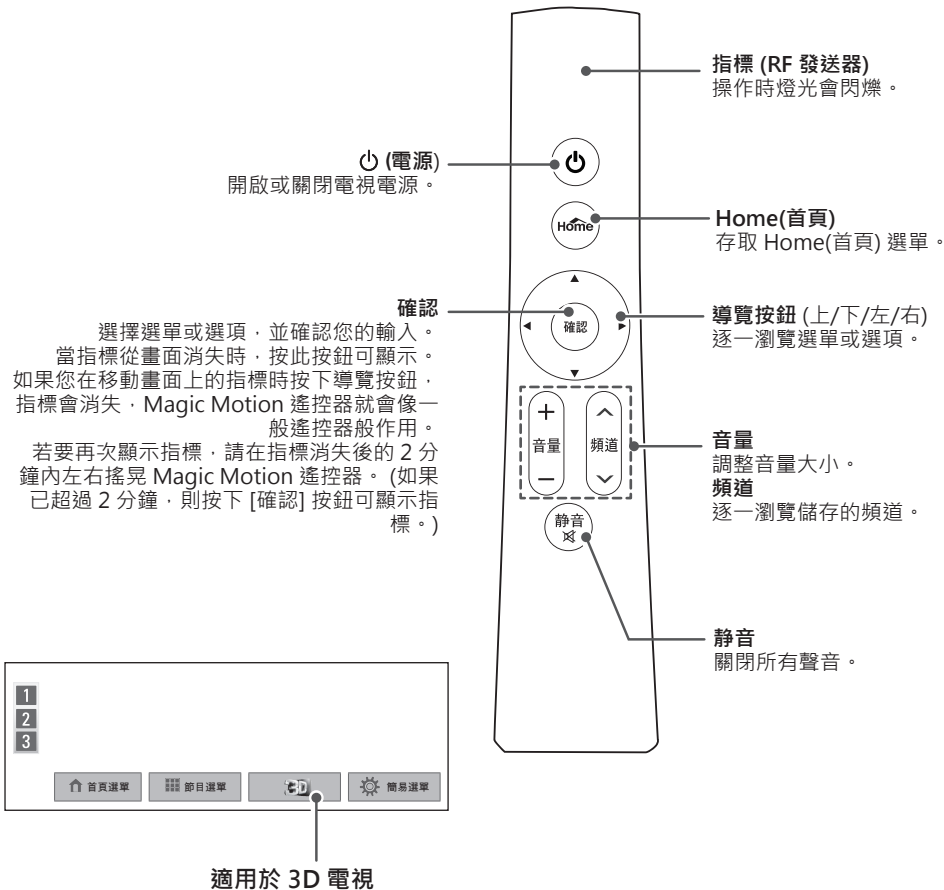 指標 (RF 發送器)
操作時燈光會閃爍。
(電源)
開啟或關閉電視電源。
Home
Home(首頁)
存取 Home(首頁) 選單。
確認
選擇選單或選項,並確認您的輸入。
當指標從畫面消失時,按此按鈕可顯示。
如果您在移動畫面上的指標時按下導覽按鈕,
指標會消失,Magic Motion 遙控器就會像一
般遙控器般作用。
若要再次顯示指標,請在指標消失後的 2 分
鐘內左右搖晃 Magic Motion 遙控器。 (如果
已超過 2 分鐘,則按下 [確認] 按鈕可顯示指
標。)
確認
導覽按鈕 (上/下/左/右)
逐一瀏覽選單或選項。
+
音量
−
頻道
音量
調整音量大小。
頻道
逐一瀏覽儲存的頻道。
静音
静音
關閉所有聲音。
1
2
3
首頁選單
節目選單
3D
簡易選單
適用於 3D 電視